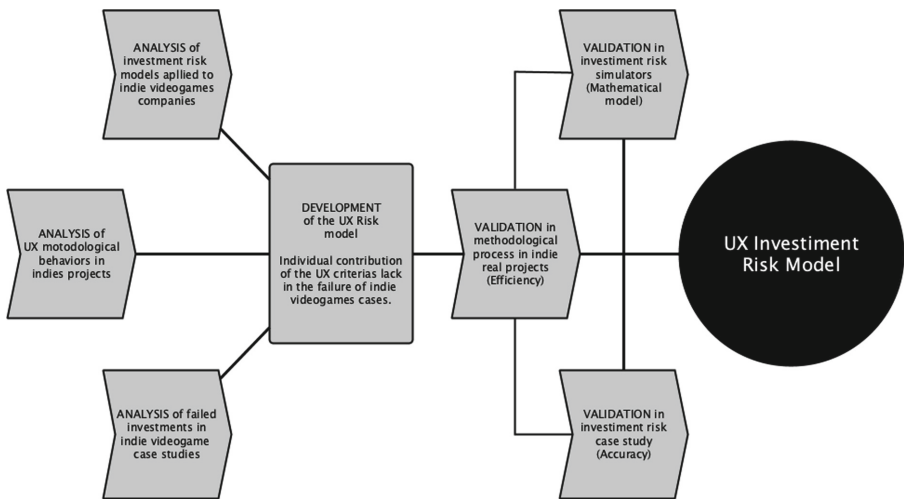 ANALYSIS of
investment risk
models apllied to
indie videogames
companies
ANALYSIS of
UX motodological
behaviors in
indies projects
ANALYSIS of failed
investments in
indie videogame
case studies
DEVELOPMENT
of the UX Risk
model
Individual contribution
of the UX criterias lack
in the failure of indie
videogames cases.
VALIDATION in
investiment risk
simulators
(Mathematical
model)
VALIDATION in
methodological
process in indie
real projects
(Efficiency)
VALIDATION in
investiment risk
case study
(Accuracy)
UX Investiment
Risk Model